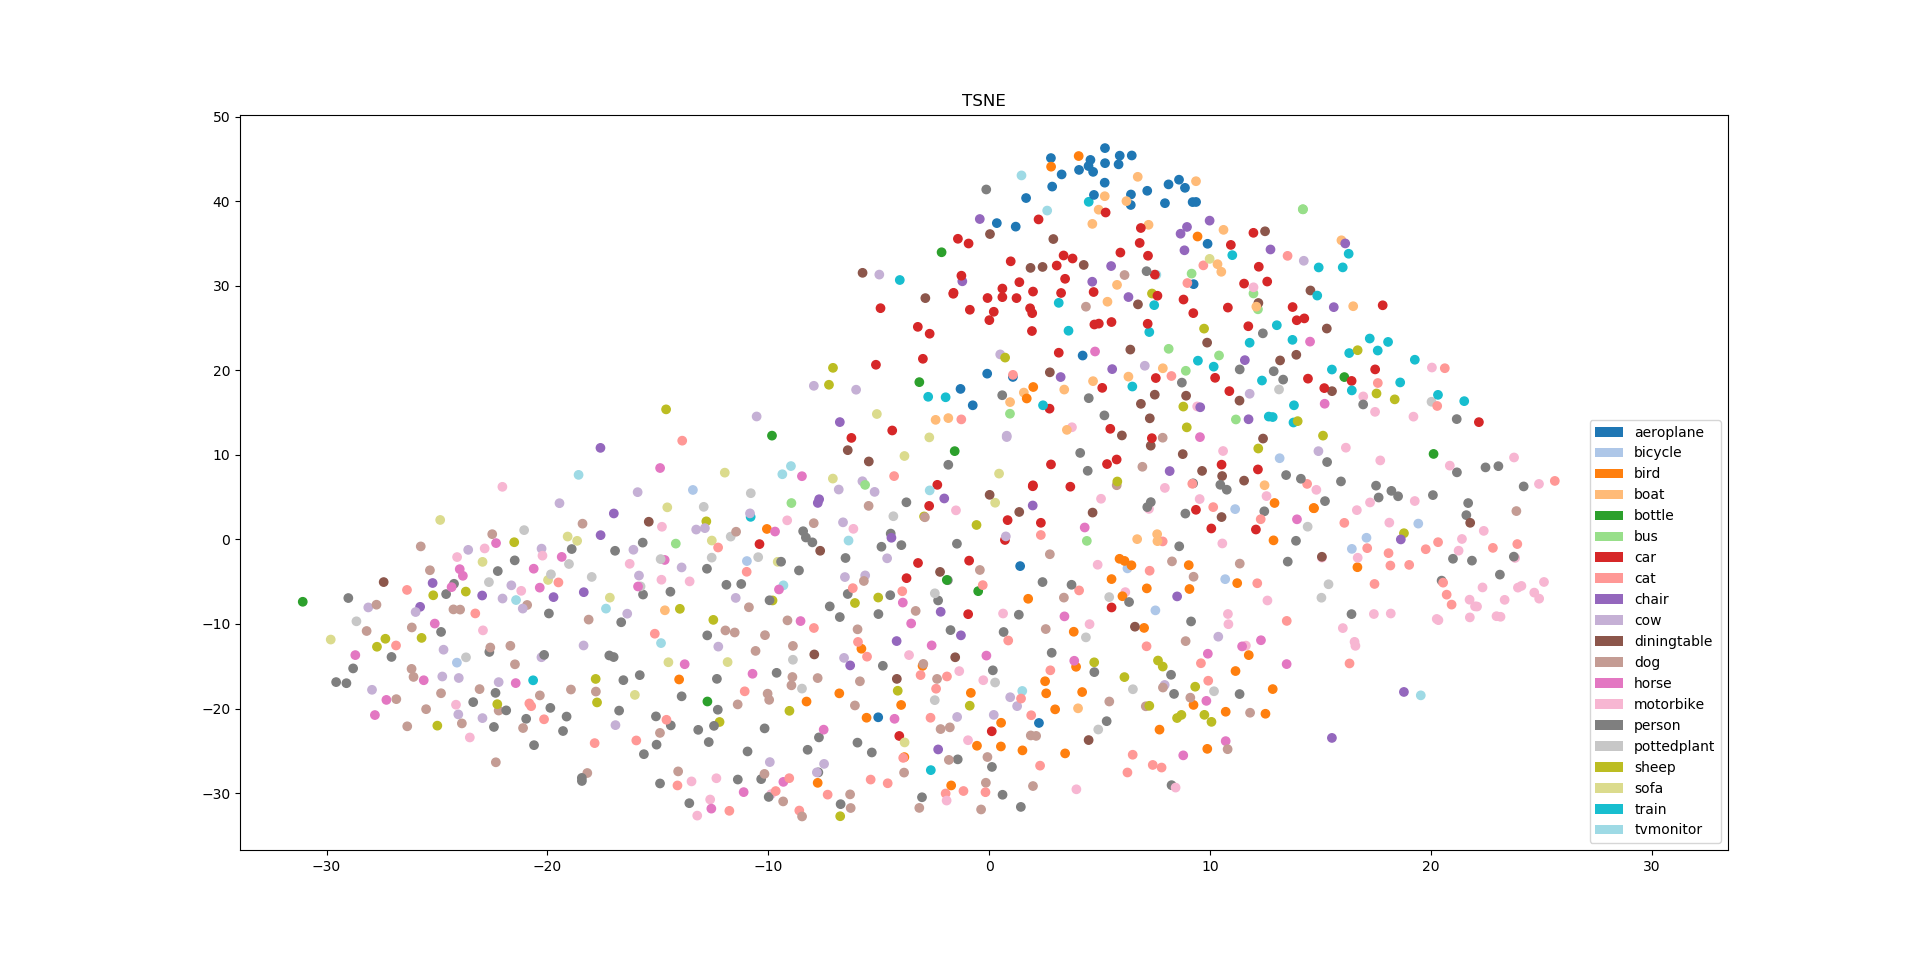 TSNE
50
40
30
20
10
0
−10
−20
−30
−30
−20
−10
0
10
20
30
aeroplane
bicycle
bird
boat
bottle
bus
car
cat
chair
cow
diningtable
dog
horse
motorbike
person
pottedplant
sheep
sofa
train
tvmonitor